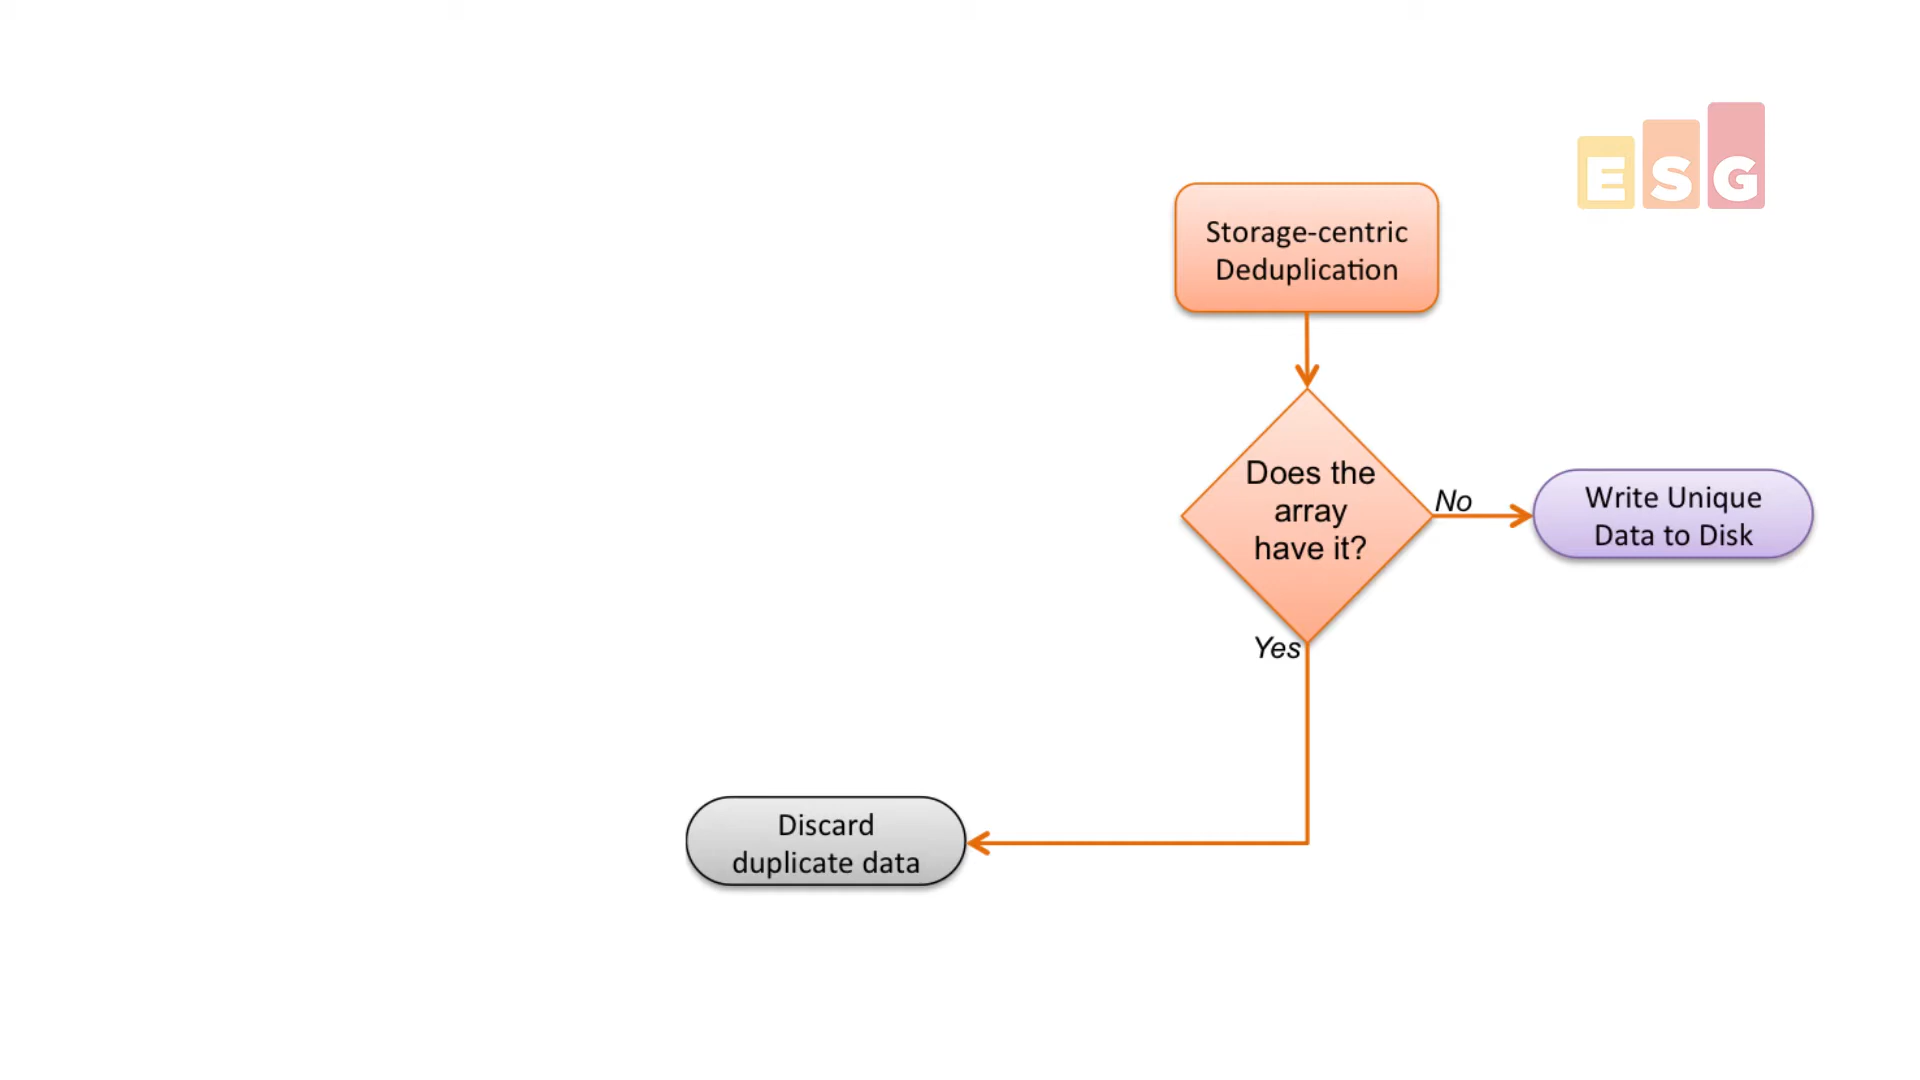 ESG
Storage-centric
Deduplication
Does the
array
have it?
No
Write Unique
Data to Disk
Yes
Discard
duplicate data